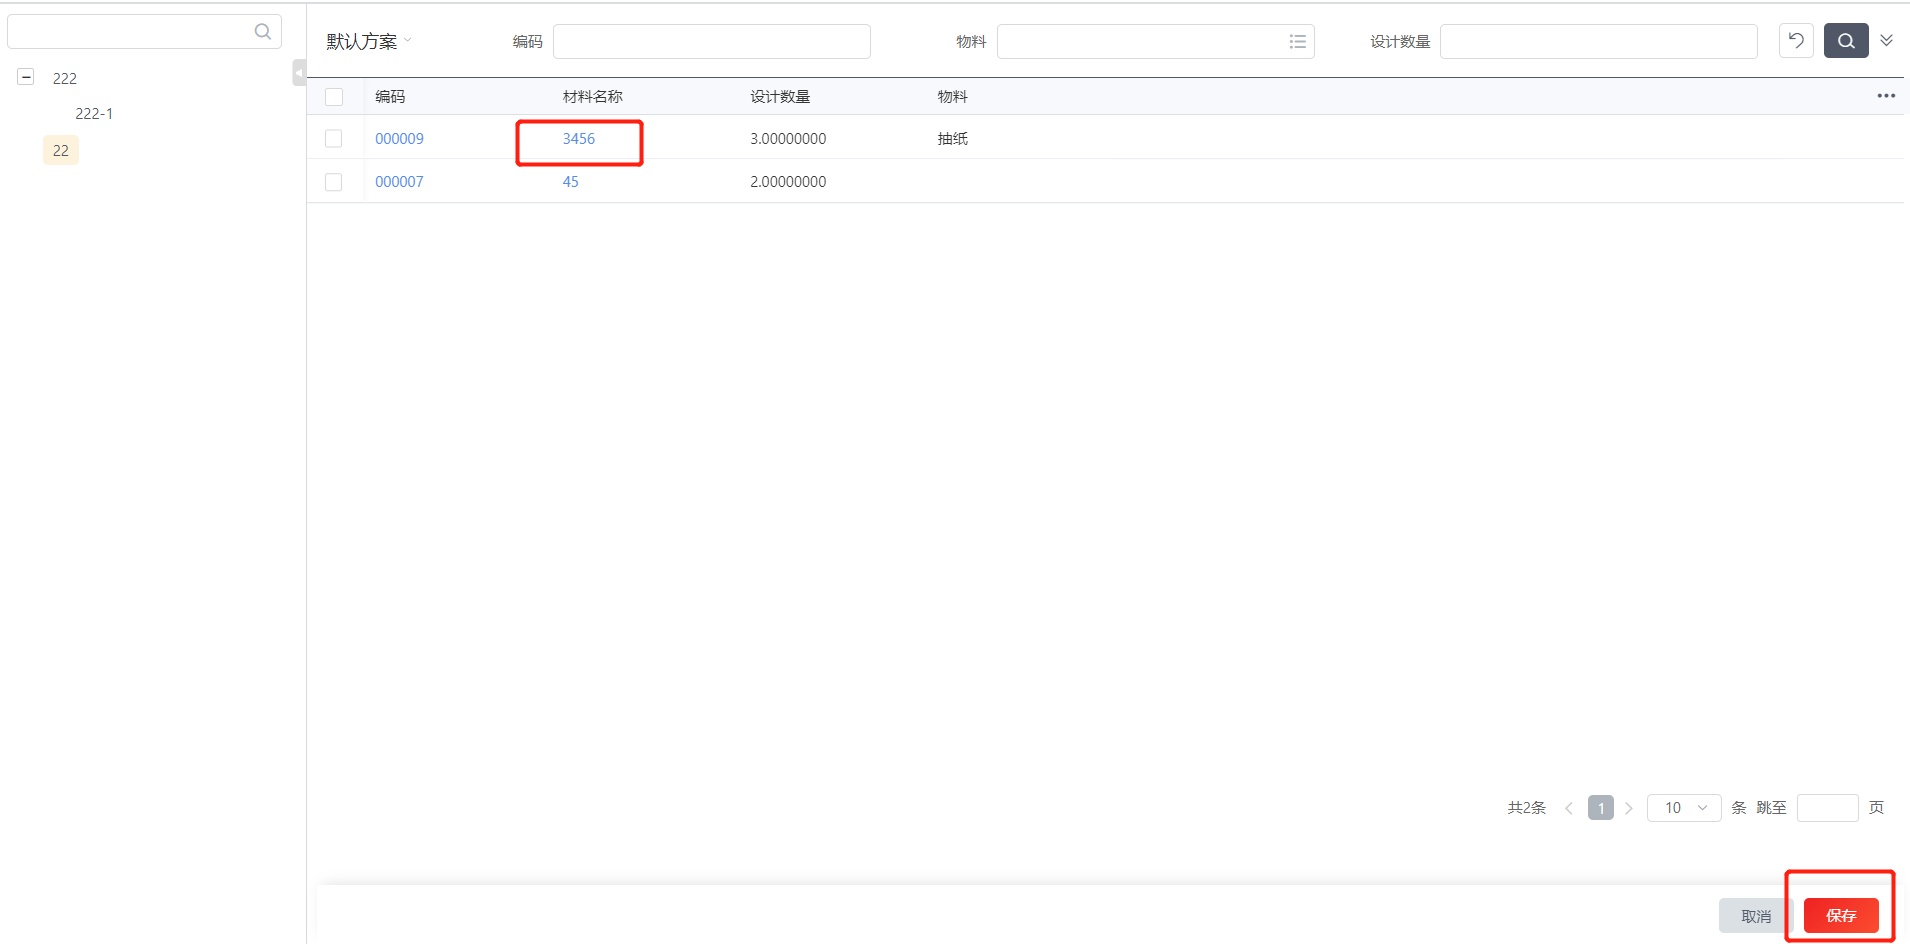 222
222-1
22
默认方案 编码 物料 设计数量
编码 材料名称 设计数量 物料
000009 3456 3.00000000 抽纸
000007 45 2.00000000
共2条 1 10 条 跳至 页
取消 保存